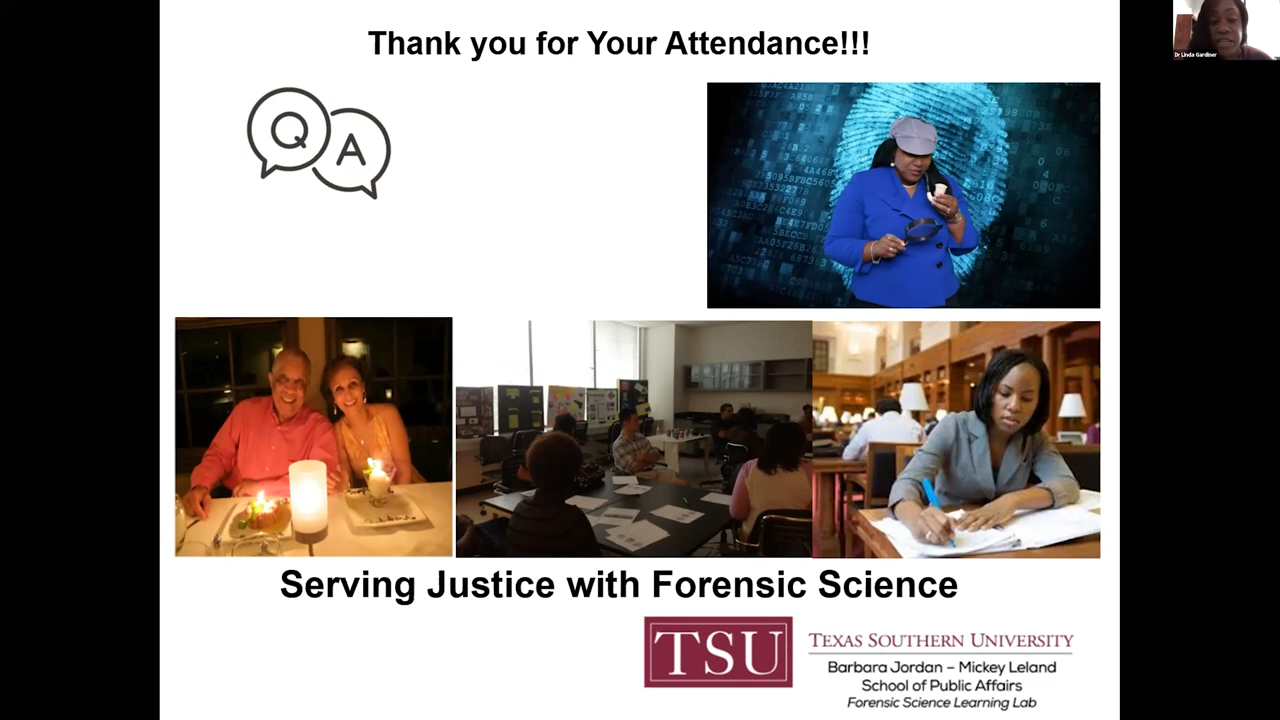 Thank you for Your Attendance!!!
Dr Linda Gardiner
Q
A
Serving Justice with Forensic Science
TSU
TEXAS SOUTHERN UNIVERSITY
Barbara Jordan – Mickey Leland
School of Public Affairs
Forensic Science Learning Lab